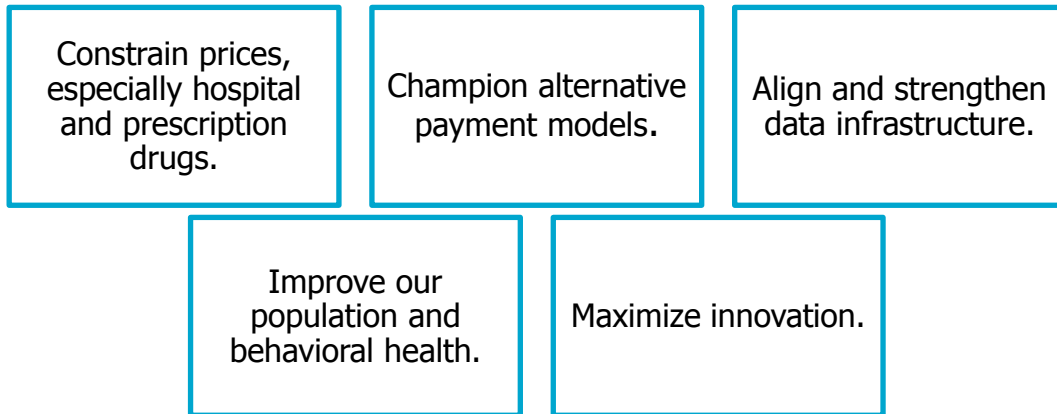 Constrain prices,
especially hospital
and prescription
drugs.
Champion alternative
payment models.
Align and strengthen
data infrastructure.
Improve our
population and
behavioral health.
Maximize innovation.